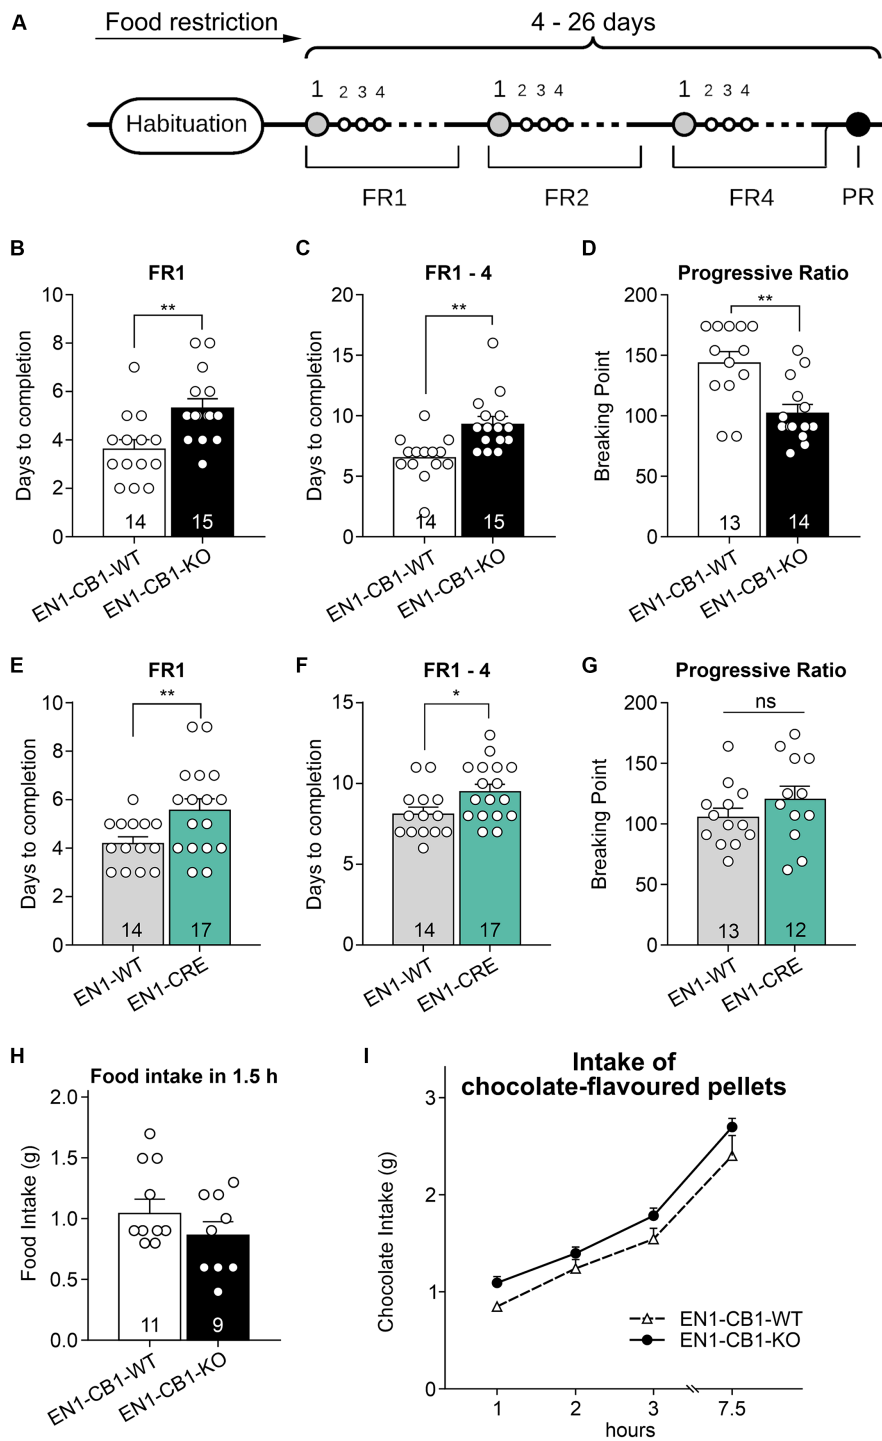 A
Food restriction
4 - 26 days
1 2 3 4 1 2 3 4 1 2 3 4
Habituation
FR1 FR2 FR4 PR
B
FR1
Days to completion
10
8
6
4
2
0
**
14 15
EN1-CB1-WT
EN1-CB1-KO
C
FR1 - 4
Days to completion
20
15
10
5
0
**
14 15
EN1-CB1-WT
EN1-CB1-KO
D
Progressive Ratio
Breaking Point
200
150
100
50
0
**
13 14
EN1-CB1-WT
EN1-CB1-KO
E
FR1
Days to completion
10
8
6
4
2
0
**
14 17
EN1-WT
EN1-CRE
F
FR1 - 4
Days to completion
15
10
5
0
*
14 17
EN1-WT
EN1-CRE
G
Progressive Ratio
Breaking Point
200
150
100
50
0
ns
13 12
EN1-WT
EN1-CRE
H
Food intake in 1.5 h
Food Intake (g)
2.0
1.5
1.0
0.5
0.0
11 9
EN1-CB1-WT
EN1-CB1-KO
I
Intake of
chocolate-flavoured pellets
Chocolate Intake (g)
3
2
1
0
EN1-CB1-WT
EN1-CB1-KO
1 2 3 7.5
hours